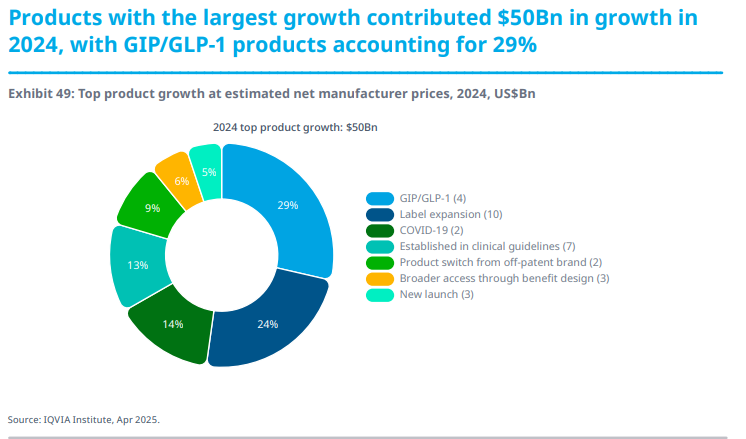 Products with the largest growth contributed $50Bn in growth in
2024, with GIP/GLP-1 products accounting for 29%
Exhibit 49: Top product growth at estimated net manufacturer prices, 2024, US$Bn
2024 top product growth: $50Bn
5%
6%
9%
29%
13%
14%
24%
GIP/GLP-1 (4)
Label expansion (10)
COVID-19 (2)
Established in clinical guidelines (7)
Product switch from off-patent brand (2)
Broader access through benefit design (3)
New launch (3)
Source: IQVIA Institute, Apr 2025.